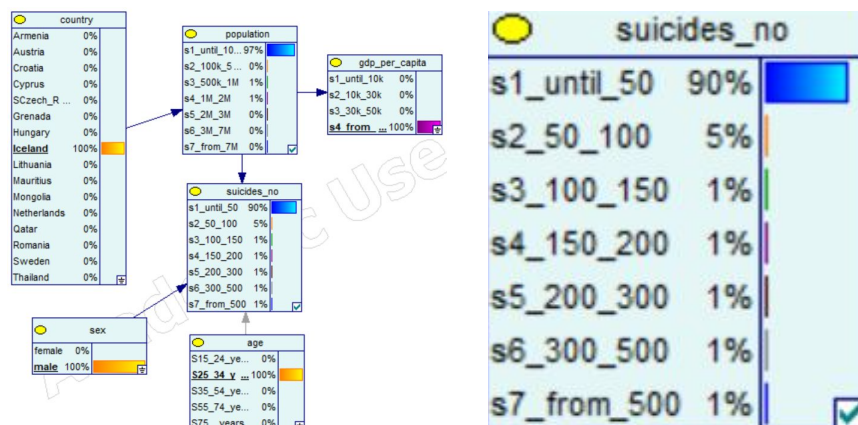 country
Armenia 0%
Austria 0%
Croatia 0%
Cyprus 0%
SCzech_R ... 0%
Grenada 0%
Hungary 0%
Iceland 100%
Lithuania 0%
Mauritius 0%
Mongolia 0%
Netherlands 0%
Qatar 0%
Romania 0%
Sweden 0%
Thailand 0%
population
s1_until_10... 97%
s2_100k_5 ... 0%
s3_500k_1M 1%
s4_1M_2M 1%
s5_2M_3M 0%
s6_3M_7M 0%
s7_from_7M 0%
gdp_per_capita
s1_until_10k 0%
s2_10k_30k 0%
s3_30k_50k 0%
s4_from_ ... 100%
suicides_no
s1_until_50 90%
s2_50_100 5%
s3_100_150 1%
s4_150_200 1%
s5_200_300 1%
s6_300_500 1%
s7_from_500 1%
sex
female 0%
male 100%
age
S15_24_ye... 0%
S25_34_y ... 100%
S35_54_ye... 0%
S55_74_ye... 0%
S75__years 0%
suicides_no
s1_until_50 90%
s2_50_100 5%
s3_100_150 1%
s4_150_200 1%
s5_200_300 1%
s6_300_500 1%
s7_from_500 1%
Use